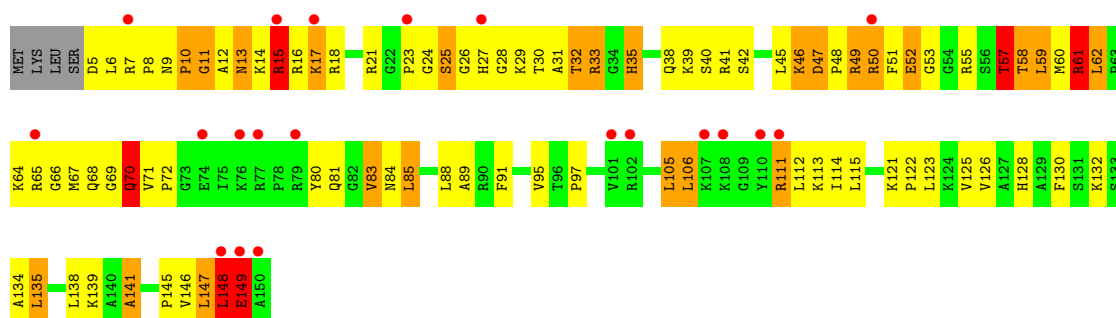 MET LYS LEU SER D5 L6 R7 P8 N9 P10 G11 A12 N13 K14 R15 R16 K17 R18 R21 G22 P23 G24 S25 G26 H27 G28 K29 T30 A31 T32 R33 G34 H35 Q38 K39 S40 R41 S42 L45 K46 D47 P48 R49 R50 F51 E52 G53 G54 R55 S56 T57 T58 L59 M60 R61 L62 P63
K64 R65 G66 M67 Q68 G69 Q70 V71 P72 G73 E74 I75 K76 R77 P78 R79 Y80 Q81 G82 V83 N84 L85 L88 A89 R90 F91 V95 T96 P97 V101 R102 L105 L106 K107 K108 G109 Y110 R111 L112 K113 I114 L115 K121 P122 L123 K124 V125 V126 A127 H128 A129 F130 S131 K132 S133
A134 L135 L138 K139 A140 A141 P145 V146 L147 L148 E149 A150